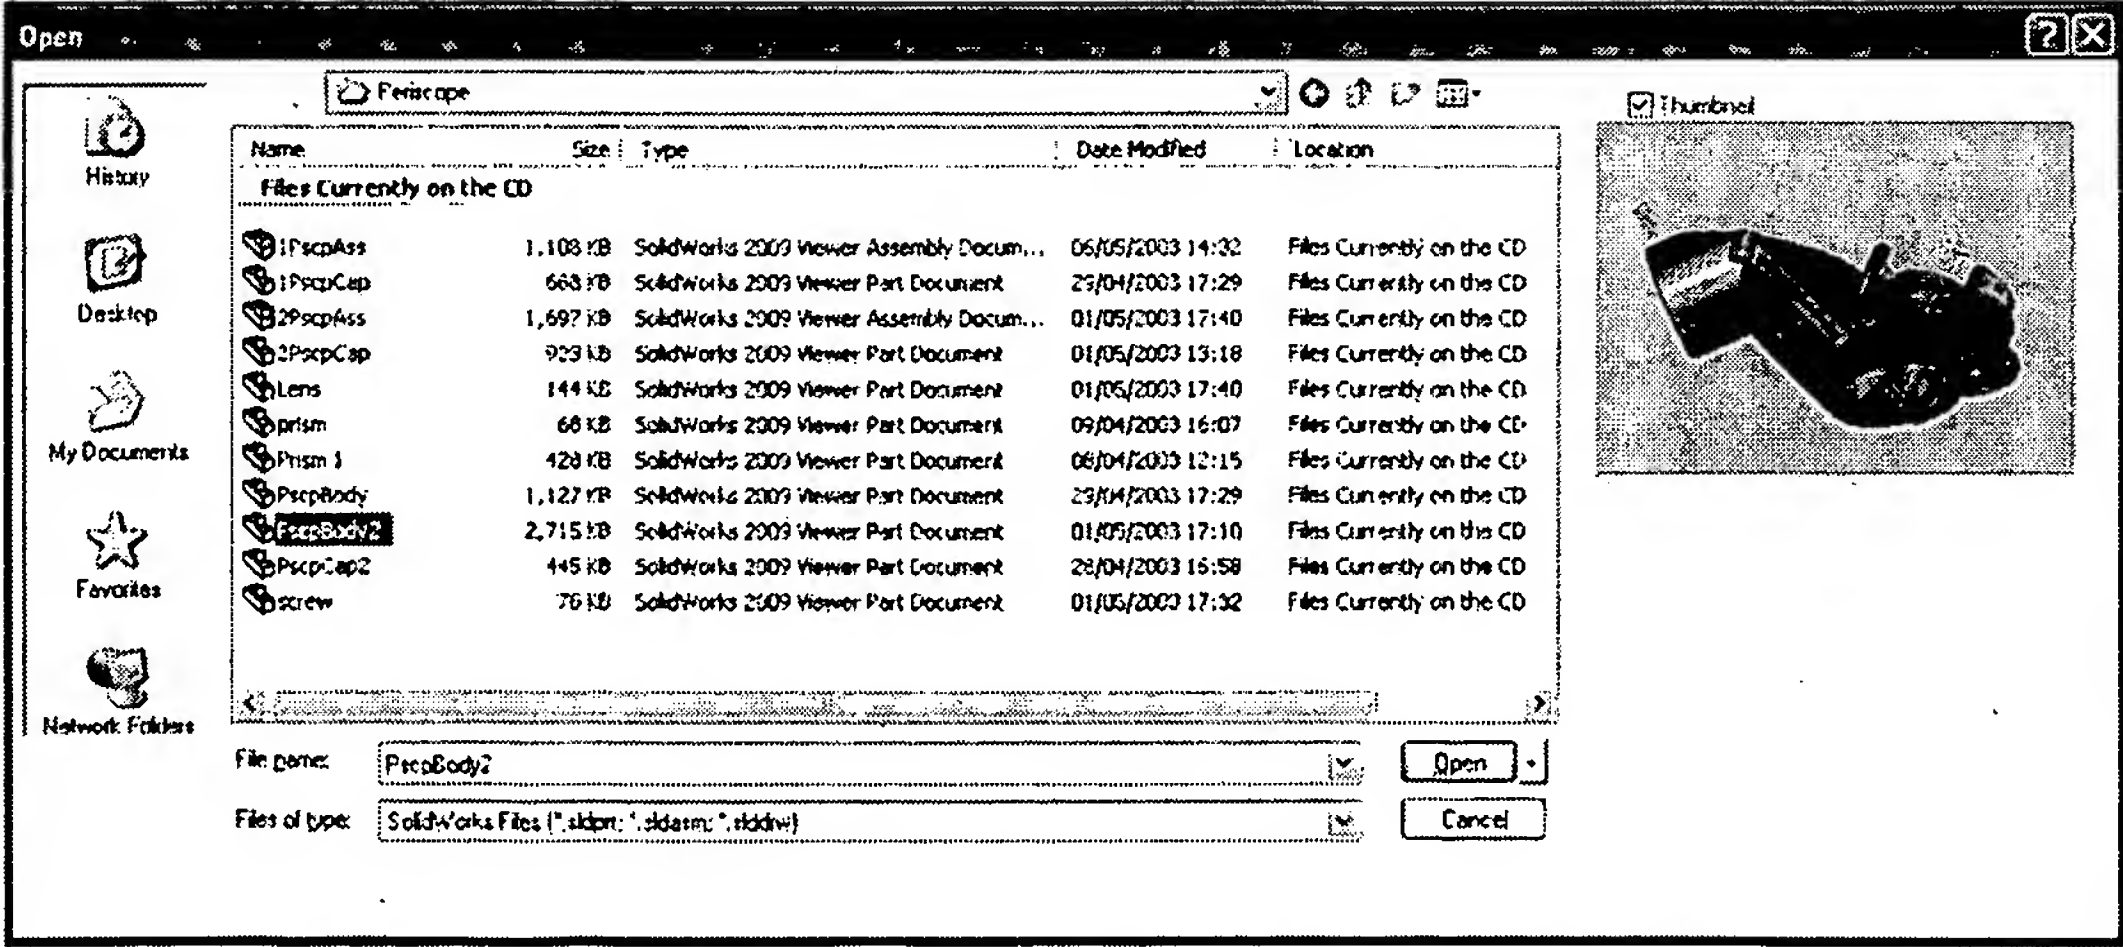 Open
Periscope
Thumbnail
History
Desktop
My Documents
Favorites
Network Folders
Name Size Type Date Modified Location
Files Currently on the CD
1PscpAss 1,108 KB SolidWorks 2009 Viewer Assembly Docum... 06/05/2003 14:32 Files Currently on the CD
1PscpCap 668 KB SolidWorks 2009 Viewer Part Document 29/04/2003 17:29 Files Currently on the CD
2PscpAss 1,697 KB SolidWorks 2009 Viewer Assembly Docum... 01/05/2003 17:40 Files Currently on the CD
2PscpCap KB SolidWorks 2009 Viewer Part Document 01/05/2003 13:18 Files Currently on the CD
Lens 144 KB SolidWorks 2009 Viewer Part Document 01/05/2003 17:40 Files Currently on the CD
prism 68 KB SolidWorks 2009 Viewer Part Document 09/04/2003 16:07 Files Currently on the CD
Prism 1 428 KB SolidWorks 2009 Viewer Part Document 08/04/2003 12:15 Files Currently on the CD
PscpBody 1,127 KB SolidWorks 2009 Viewer Part Document 29/04/2003 17:29 Files Currently on the CD
PscpBody2 2,715 KB SolidWorks 2009 Viewer Part Document 01/05/2003 17:10 Files Currently on the CD
PscpCap2 445 KB SolidWorks 2009 Viewer Part Document 28/04/2003 16:58 Files Currently on the CD
screw 76 KB SolidWorks 2009 Viewer Part Document 01/05/2003 17:32 Files Currently on the CD
File name: PscpBody2 Open
Files of type: SolidWorks Files (*.sldprt; *.sldasm; *.slddrw) Cancel